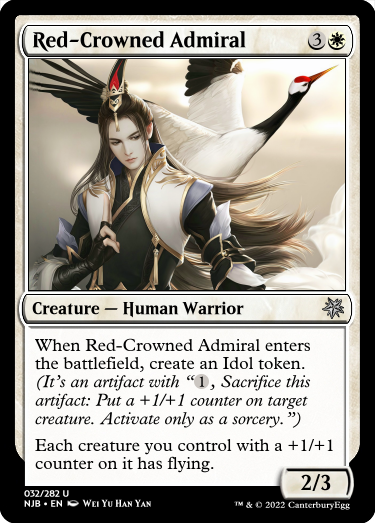 Red-Crowned Admiral 3
Creature — Human Warrior
When Red-Crowned Admiral enters
the battlefield, create an Idol token.
(It's an artifact with “1, Sacrifice this
artifact: Put a +1/+1 counter on target
creature. Activate only as a sorcery.”)
Each creature you control with a +1/+1
counter on it has flying.
2/3
032/282 U
NJB • EN Wei Yu Han Yan
™ & © 2022 CanterburyEgg